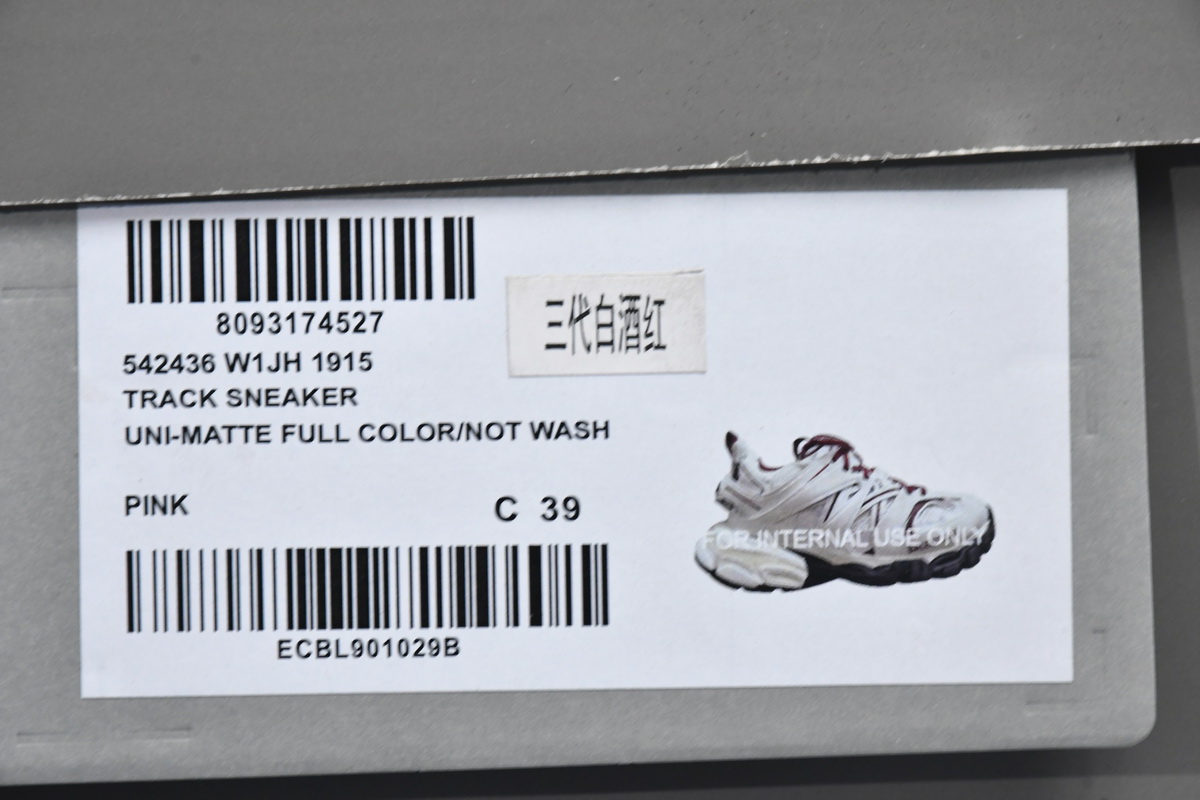 8093174527
542436 W1JH 1915
TRACK SNEAKER
UNI-MATTE FULL COLOR/NOT WASH
三代白酒红
PINK
C 39
FOR INTERNAL USE ONLY
ECBL901029B